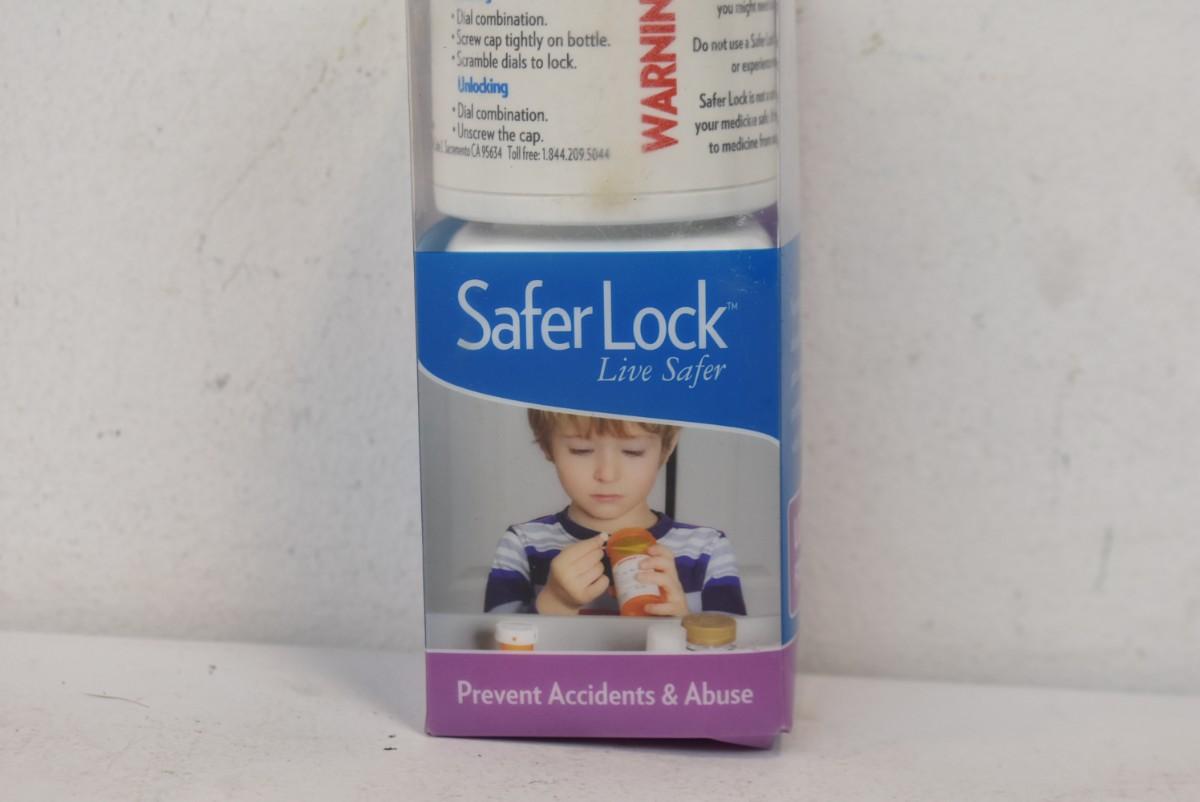 • Dial combination.
• Screw cap tightly on bottle.
• Scramble dials to lock.
Unlocking
• Dial combination.
• Unscrew the cap.
Sacramento CA 95634 Toll free: 1.844.209.5044
WARNIN
you might
Do not use a Safer
or
Safer Lock is not a
your medicine safe.
to medicine from
Safer Lock™
Live Safer
Prevent Accidents & Abuse